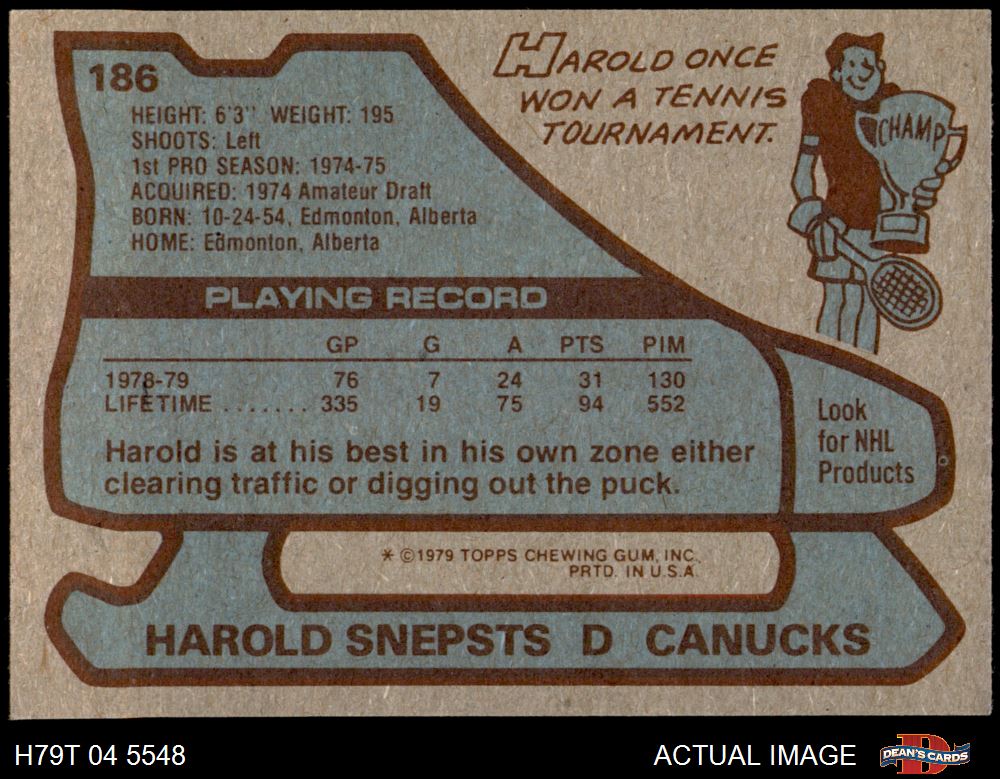 186
HEIGHT: 6'3" WEIGHT: 195
SHOOTS: Left
1st PRO SEASON: 1974-75
ACQUIRED: 1974 Amateur Draft
BORN: 10-24-54, Edmonton, Alberta
HOME: Edmonton, Alberta
HAROLD ONCE
WON A TENNIS
TOURNAMENT.
CHAMP
PLAYING RECORD
GP G A PTS PIM
1978-79 76 7 24 31 130
LIFETIME ....... 335 19 75 94 552
Harold is at his best in his own zone either
clearing traffic or digging out the puck.
Look
for NHL
Products
* ©1979 TOPPS CHEWING GUM, INC.
PRTD. IN U.S.A.
HAROLD SNEPSTS D CANUCKS
H79T 04 5548
ACTUAL IMAGE
DEAN'S CARDS